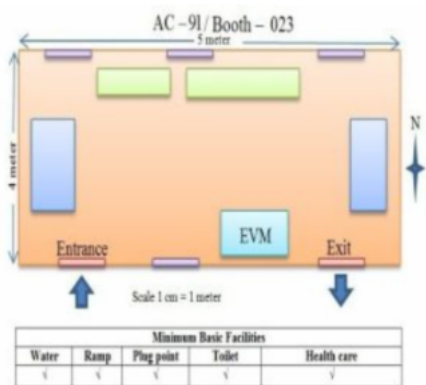 AC – 91 / Booth – 023
5 meter
4 meter
N
EVM
Entrance
Exit
Scale 1 cm = 1 meter
Minimum Basic Facilities
Water Ramp Plug point Toilet Health care
√ √ √ √ √